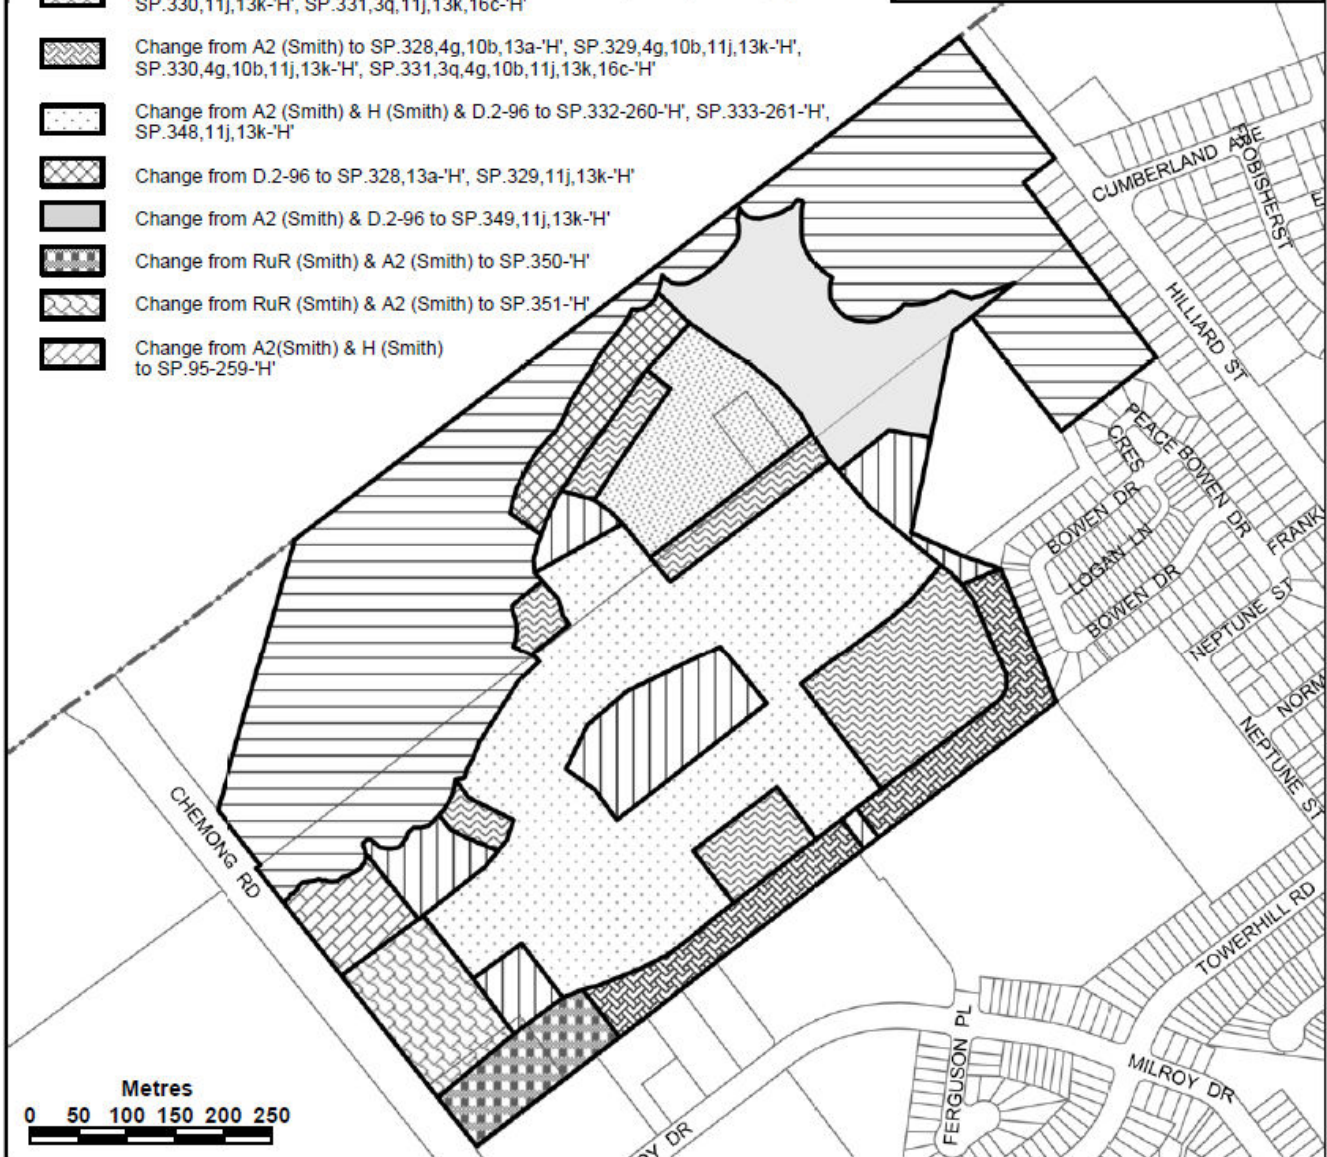 SP.330,11j,13k-'H', SP.331,3q,11j,13k,16c-'H'
Change from A2 (Smith) to SP.328,4g,10b,13a-'H', SP.329,4g,10b,11j,13k-'H',
SP.330,4g,10b,11j,13k-'H', SP.331,3q,4g,10b,11j,13k,16c-'H'
Change from A2 (Smith) & H (Smith) & D.2-96 to SP.332-260-'H', SP.333-261-'H',
SP.348,11j,13k-'H'
Change from D.2-96 to SP.328,13a-'H', SP.329,11j,13k-'H'
Change from A2 (Smith) & D.2-96 to SP.349,11j,13k-'H'
Change from RuR (Smith) & A2 (Smith) to SP.350-'H'
Change from RuR (Smtih) & A2 (Smith) to SP.351-'H'
Change from A2(Smith) & H (Smith)
to SP.95-259-'H'
CUMBERLAND AVE
FROBISHER ST
HILLIARD ST
PEACE
CRES
BOWEN DR
BOWEN DR
LOGAN LN
BOWEN DR
NEPTUNE ST
NEPTUNE ST
CHEMONG RD
TOWERHILL RD
FERGUSON PL
MILROY DR
DR
Metres
0 50 100 150 200 250